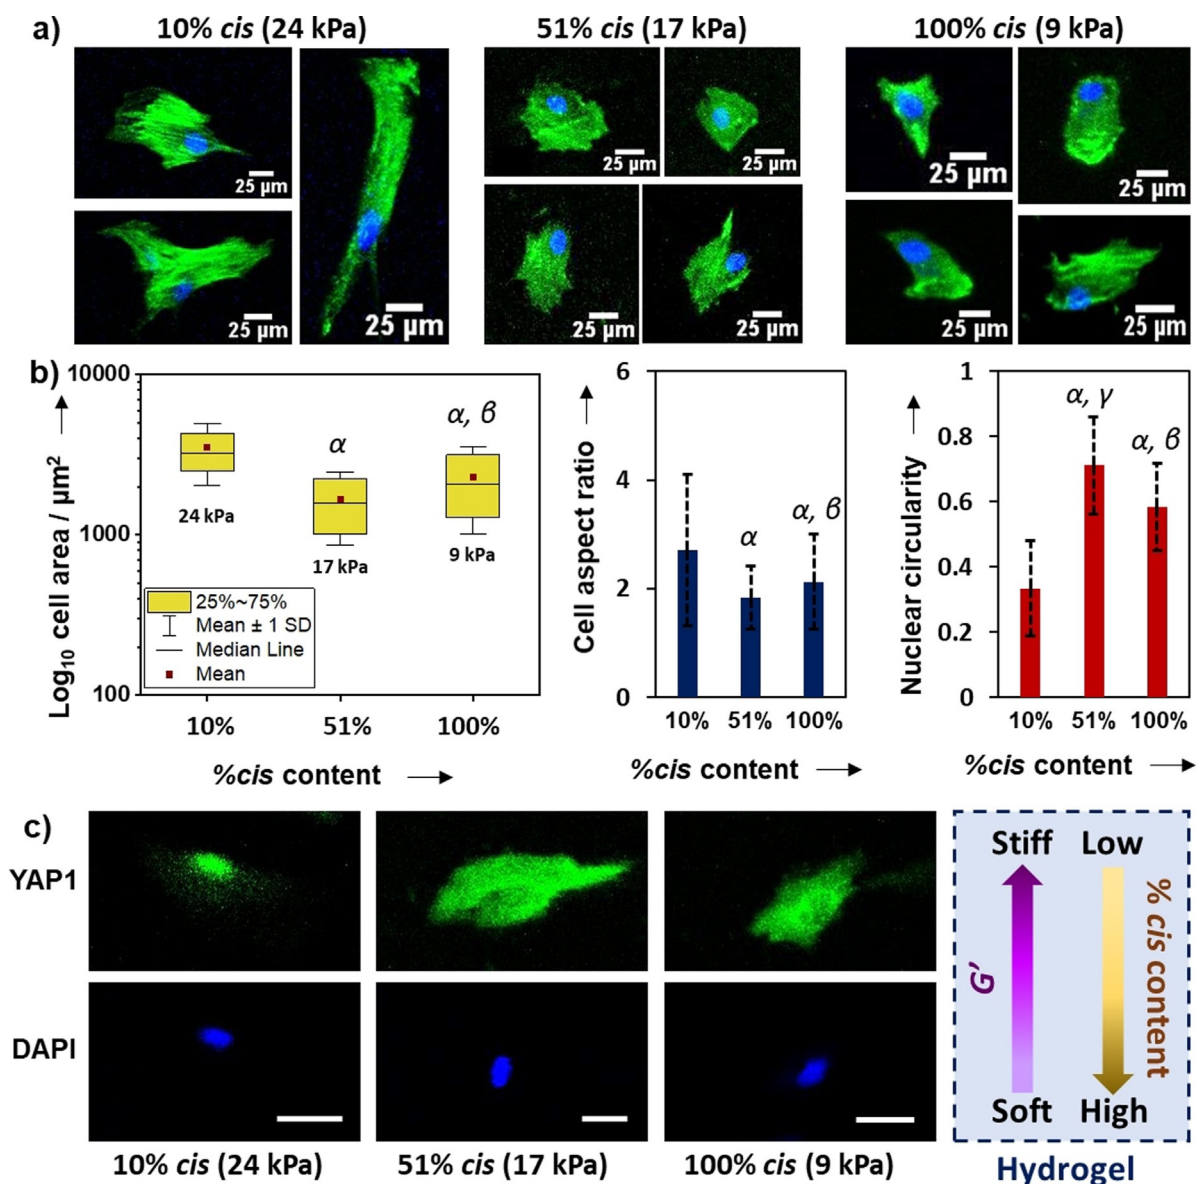 a)
10% cis (24 kPa)
51% cis (17 kPa)
100% cis (9 kPa)
25 µm
25 µm
25 µm
25 µm
25 µm
25 µm
25 µm
25 µm
25 µm
25 µm
25 µm
b)
Log10 cell area / µm²
10000
1000
100
24 kPa
α
17 kPa
α, β
9 kPa
25%~75%
Mean ± 1 SD
Median Line
Mean
10%
51%
100%
%cis content
Cell aspect ratio
6
4
2
0
α
α, β
10%
51%
100%
%cis content
Nuclear circularity
1
0.8
0.6
0.4
0.2
0
α, γ
α, β
10%
51%
100%
%cis content
c)
YAP1
DAPI
10% cis (24 kPa)
51% cis (17 kPa)
100% cis (9 kPa)
Stiff Low
G′
% cis content
Soft High
Hydrogel